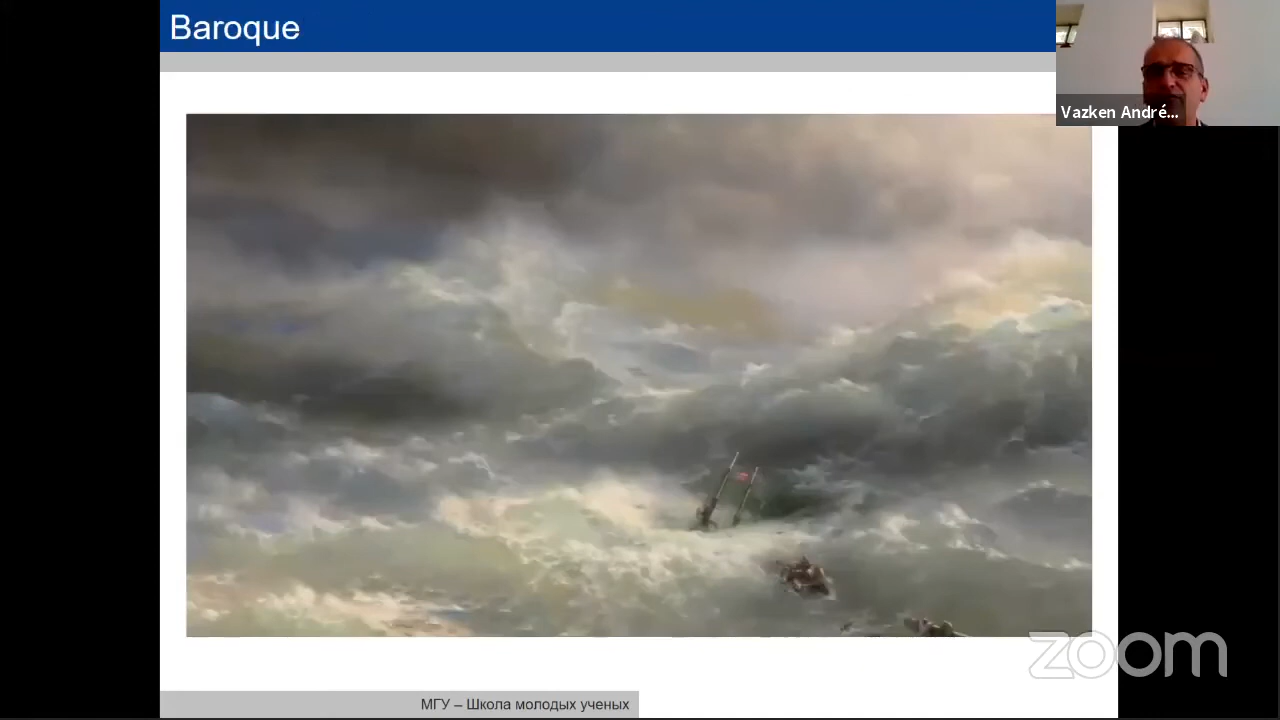 Baroque
Vazken André...
zoom
МГУ – Школа молодых ученых